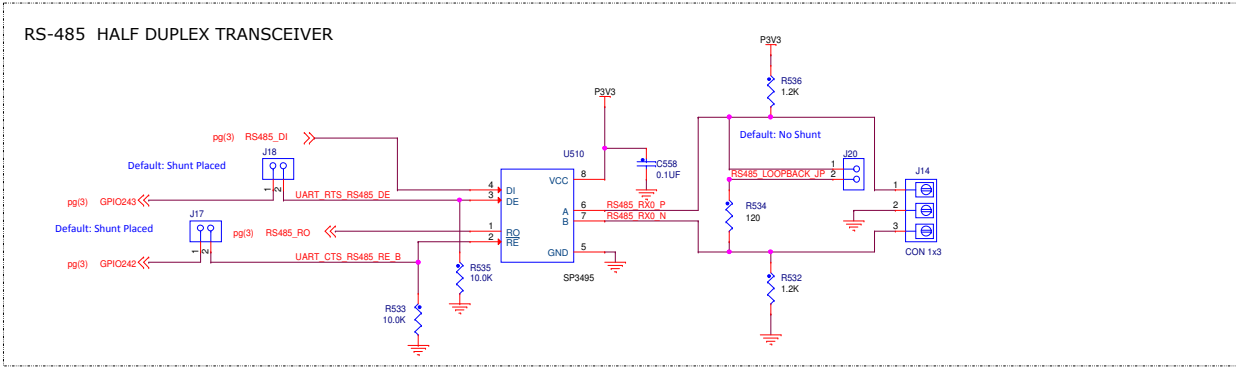 RS-485 HALF DUPLEX TRANSCEIVER
P3V3
R536
1.2K
P3V3
pg(3) RS485_DI
Default: No Shunt
Default: Shunt Placed
J18
U510
C558
0.1UF
J20
1
2
RS485_LOOPBACK_JP
J14
1
2
3
CON 1x3
1
2
UART_RTS_RS485_DE
pg(3) GPIO243
4
3
DI
DE
VCC
8
A
B
6
7
RS485_RX0_P
RS485_RX0_N
R534
120
J17
Default: Shunt Placed
pg(3) RS485_RO
1
2
RO
RE
GND
5
SP3495
1
2
UART_CTS_RS485_RE_B
pg(3) GPIO242
R535
10.0K
R532
1.2K
R533
10.0K